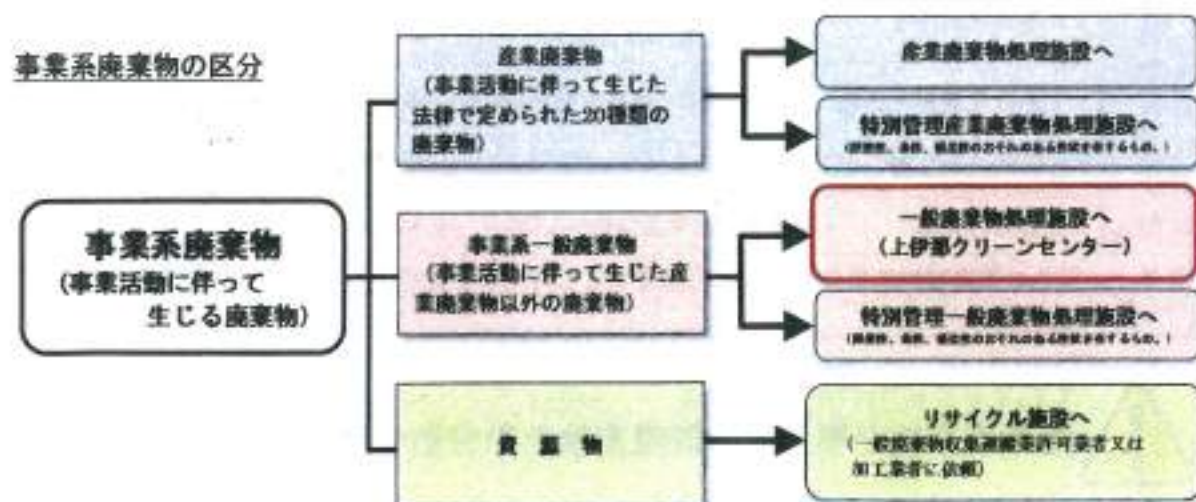 事業系廃棄物の区分
事業系廃棄物
(事業活動に伴って
生じる廃棄物)
産業廃棄物
(事業活動に伴って生じた
法律で定められた20種類の
廃棄物)
産業廃棄物処理施設へ
特別管理産業廃棄物処理施設へ
事業系一般廃棄物
(事業活動に伴って生じた産
業廃棄物以外の廃棄物)
一般廃棄物処理施設へ
(上伊那クリーンセンター)
特別管理一般廃棄物処理施設へ
資源物
リサイクル施設へ
(一般廃棄物収集運搬業許可業者又は
加工業者に依頼)